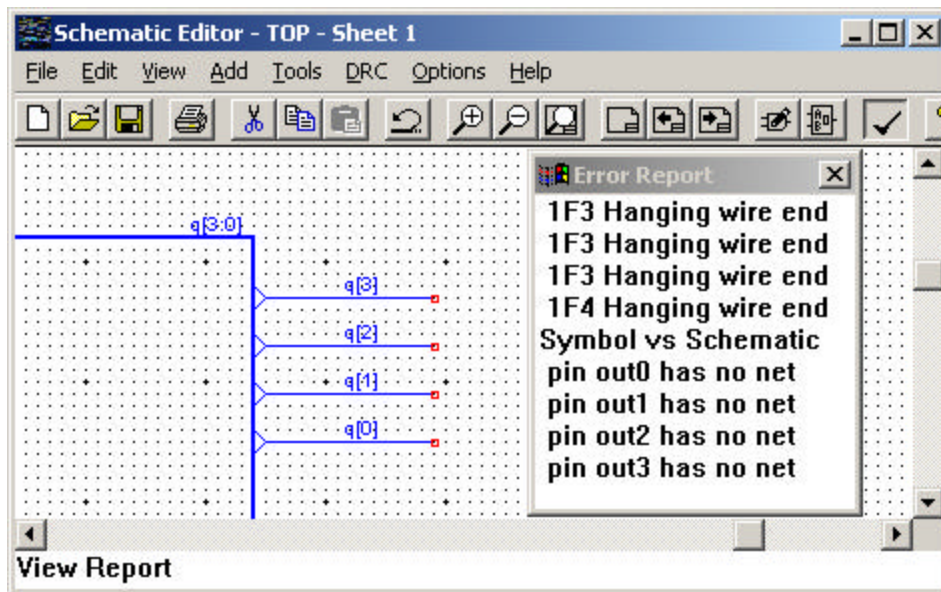 Schematic Editor - TOP - Sheet 1
File Edit View Add Tools DRC Options Help
q[3:0]
q[3]
q[2]
q[1]
q[0]
Error Report
1F3 Hanging wire end
1F3 Hanging wire end
1F3 Hanging wire end
1F4 Hanging wire end
Symbol vs Schematic
pin out0 has no net
pin out1 has no net
pin out2 has no net
pin out3 has no net
View Report